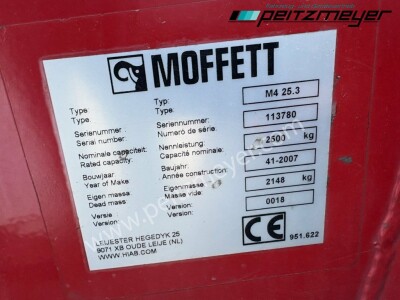 peitzmeyer
MOFFETT
Type Typ: M4 25.3
Type Type:
Serienummer: Seriennummer: 113780
Serial number: Numéro de série:
Nominale capaciteit: Nennleistung: 2500 kg
Rated capacity: Capacité nominale:
Bouwjaar: Baujahr: 41-2007
Year of Make Année construction
Eigen massa Eigenmasse 2148 kg
Dead mass: Masse vide:
Versie Version: 0018
Version: Version:
LEIJESTER HEGEDYK 25
9071 XB OUDE LEIJE (NL)
WWW.HIAB.COM
CE 951.622
www.peitzmeyer.com